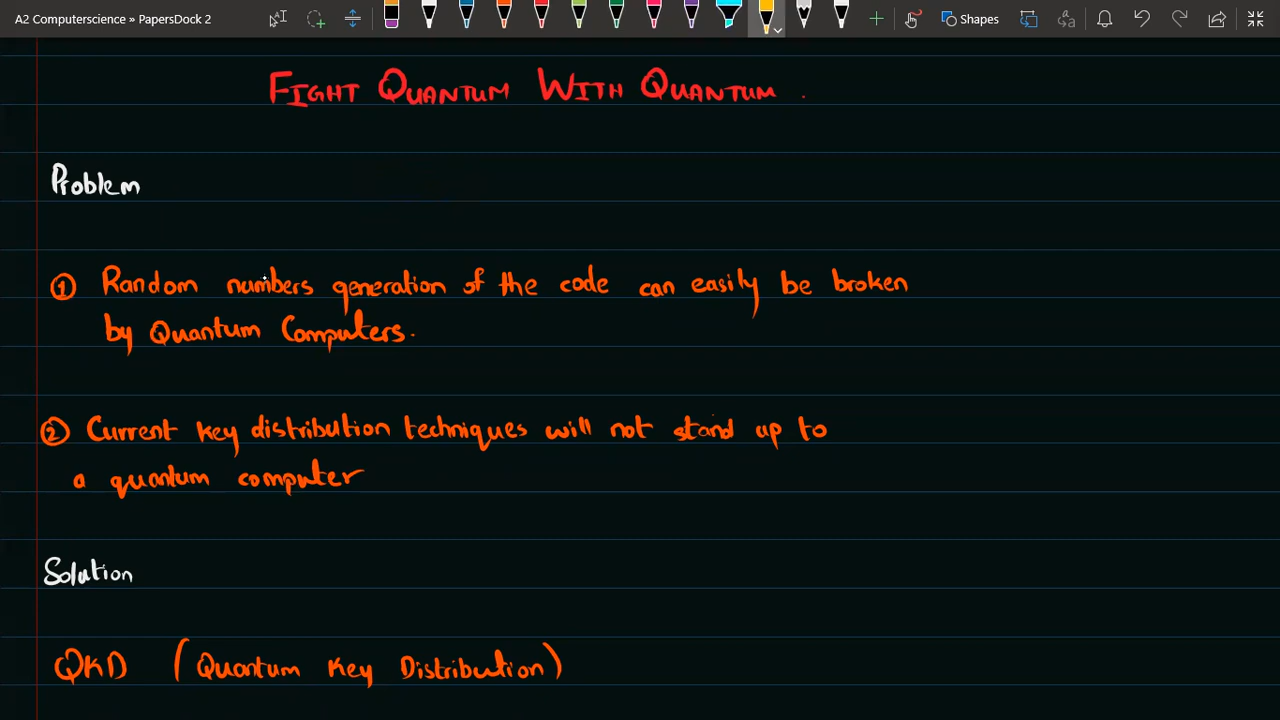 A2 Computerscience » PapersDock 2
Shapes
FIGHT QUANTUM WITH QUANTUM .
Problem
① Random numbers generation of the code can easily be broken
by Quantum Computers.
② Current key distribution techniques will not stand up to
a quantum computer
Solution
QKD (Quantum Key Distribution)